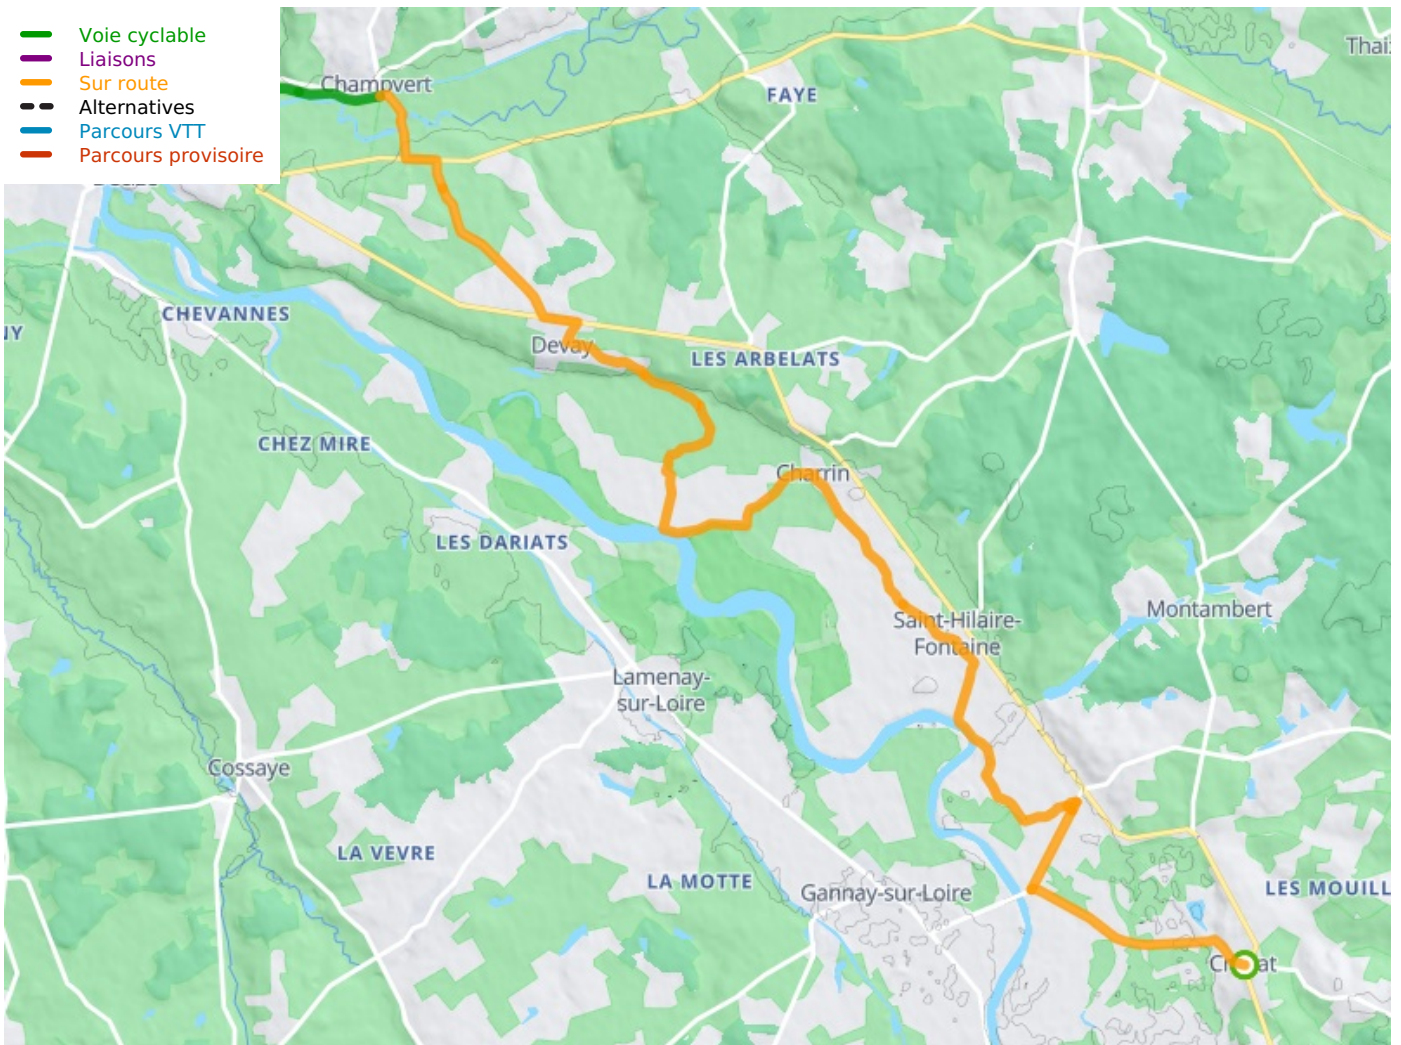 Voie cyclable
Liaisons
Sur route
Alternatives
Parcours VTT
Parcours provisoire
Champvert
FAYE
CHEVANNES
NY
Devay
LES ARBELATS
CHEZ MIRE
Charrin
LES DARIATS
Saint-Hilaire-
Fontaine
Montambert
Lamenay-
sur-Loire
Cossaye
LA VEVRE
LA MOTTE
Gannay-sur-Loire
LES MOUILL